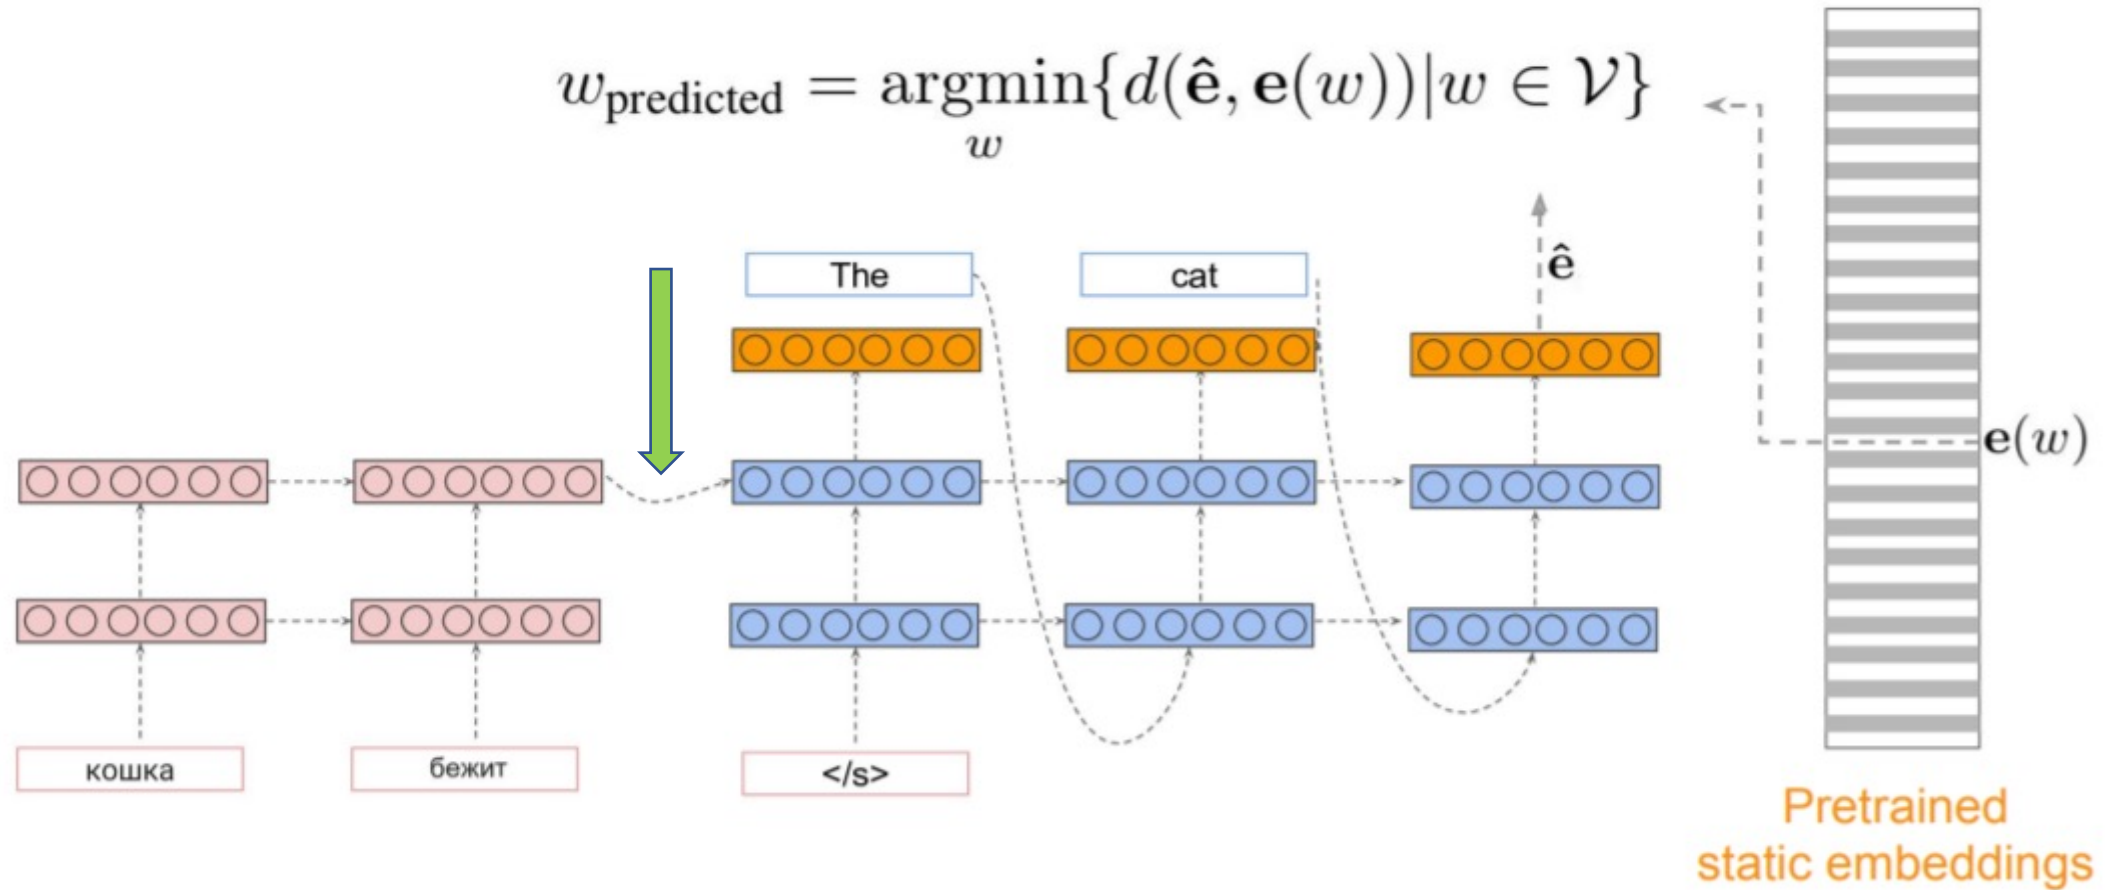 w_predicted = argmin{d(ê, e(w))|w ∈ 𝒱}
w
ê
The
cat
e(w)
кошка
бежит
</s>
Pretrained
static embeddings